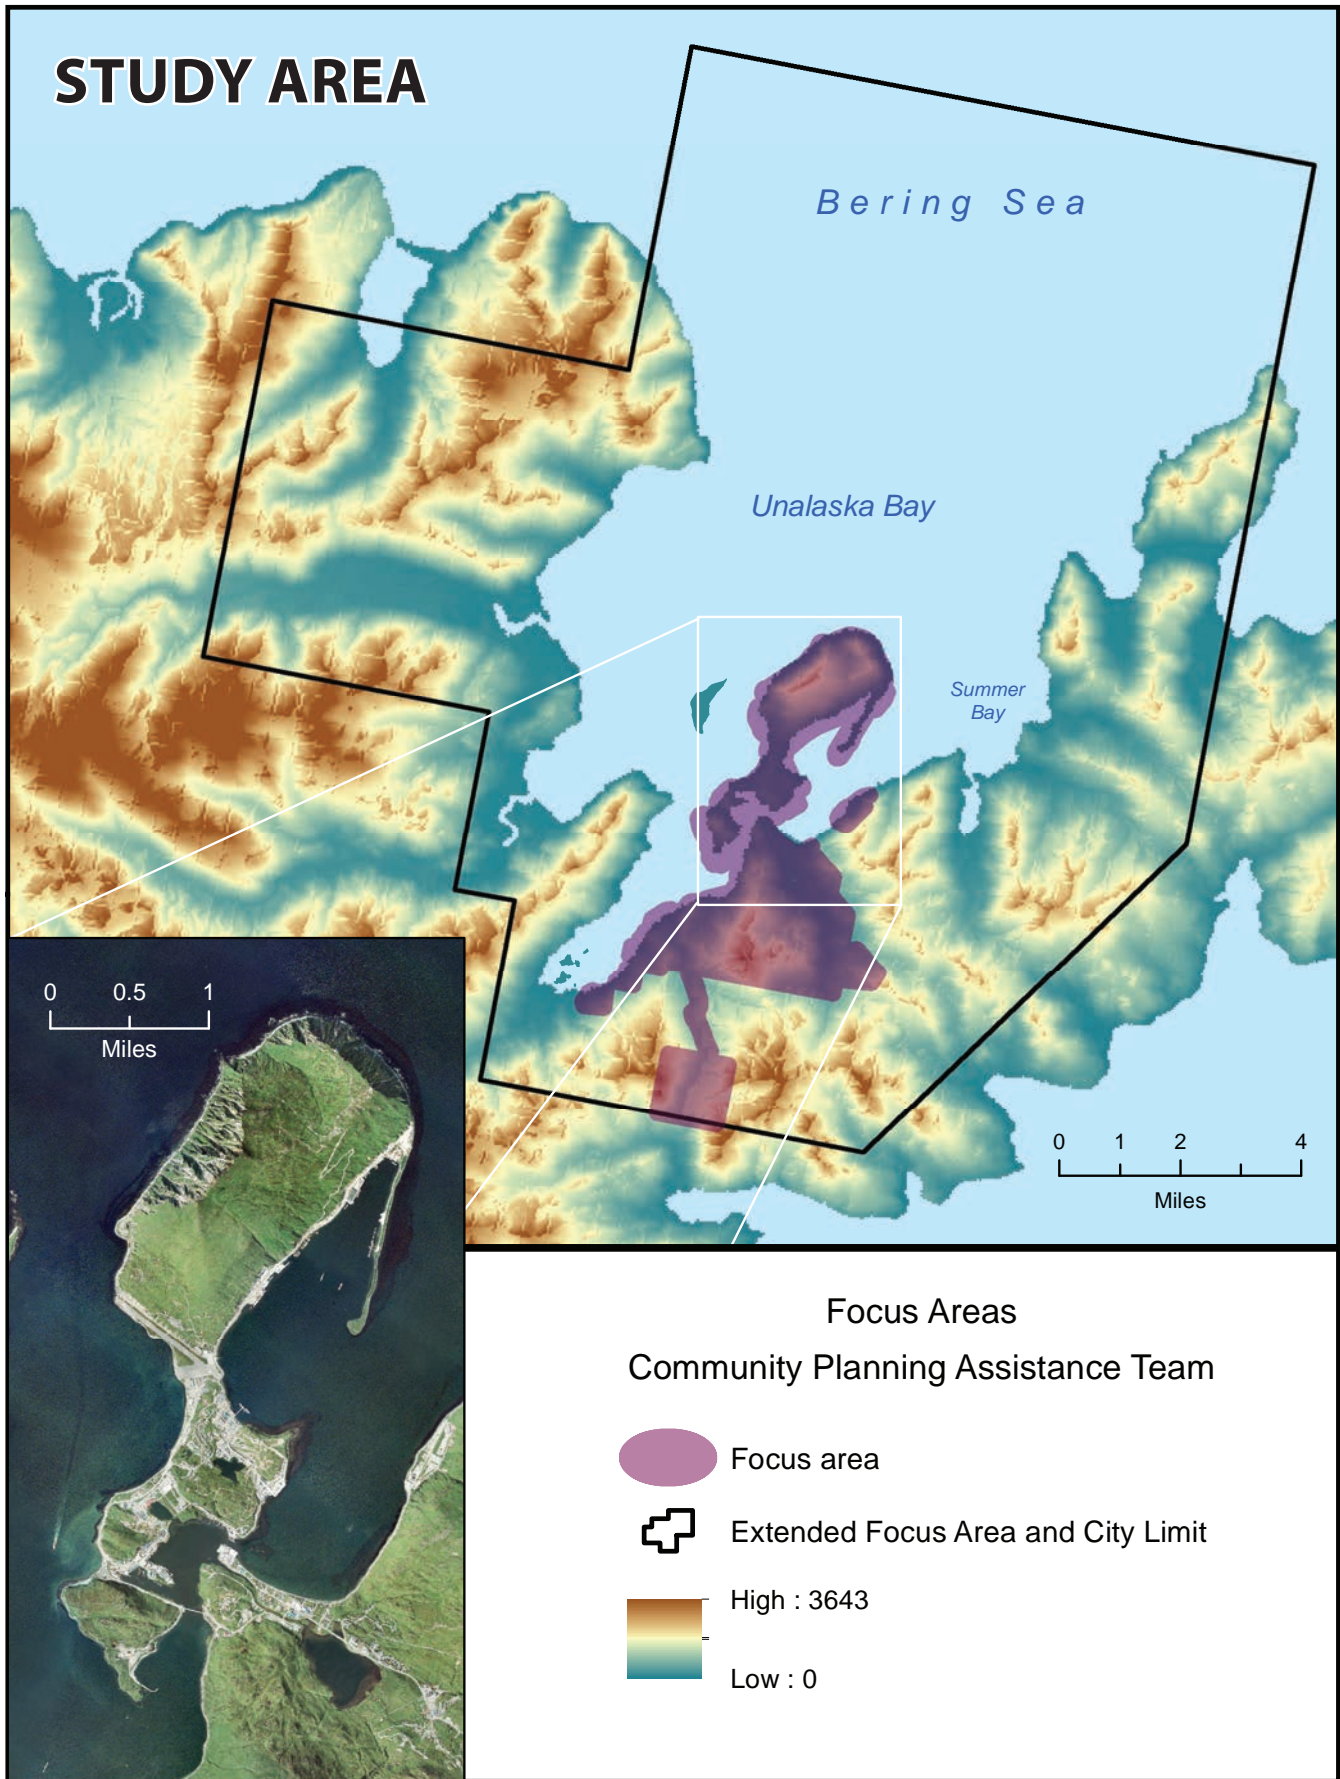 STUDY AREA
Bering Sea
Unalaska Bay
Summer
Bay
0 0.5 1
Miles
0 1 2 4
Miles
Focus Areas
Community Planning Assistance Team
Focus area
Extended Focus Area and City Limit
High : 3643
Low : 0